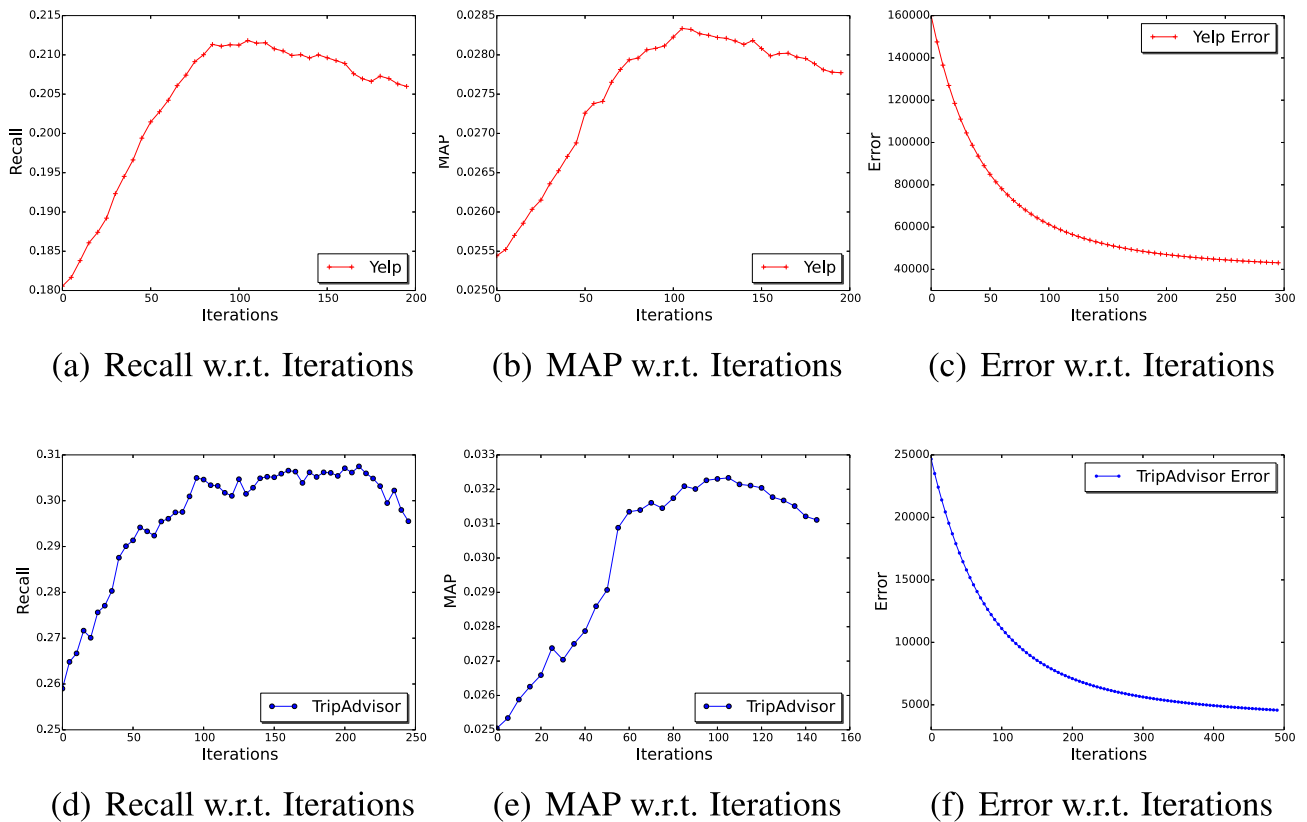 0.215
0.210
0.205
0.200
0.195
0.190
0.185
0.180
Recall
0 50 100 150 200
Iterations
Yelp
(a) Recall w.r.t. Iterations
0.0285
0.0280
0.0275
0.0270
0.0265
0.0260
0.0255
0.0250
MAP
0 50 100 150 200
Iterations
Yelp
(b) MAP w.r.t. Iterations
160000
140000
120000
100000
80000
60000
40000
Error
0 50 100 150 200 250 300
Iterations
Yelp Error
(c) Error w.r.t. Iterations
0.31
0.30
0.29
0.28
0.27
0.26
0.25
Recall
0 50 100 150 200 250
Iterations
TripAdvisor
(d) Recall w.r.t. Iterations
0.033
0.032
0.031
0.030
0.029
0.028
0.027
0.026
0.025
MAP
0 20 40 60 80 100 120 140 160
Iterations
TripAdvisor
(e) MAP w.r.t. Iterations
25000
20000
15000
10000
5000
Error
0 100 200 300 400 500
Iterations
TripAdvisor Error
(f) Error w.r.t. Iterations